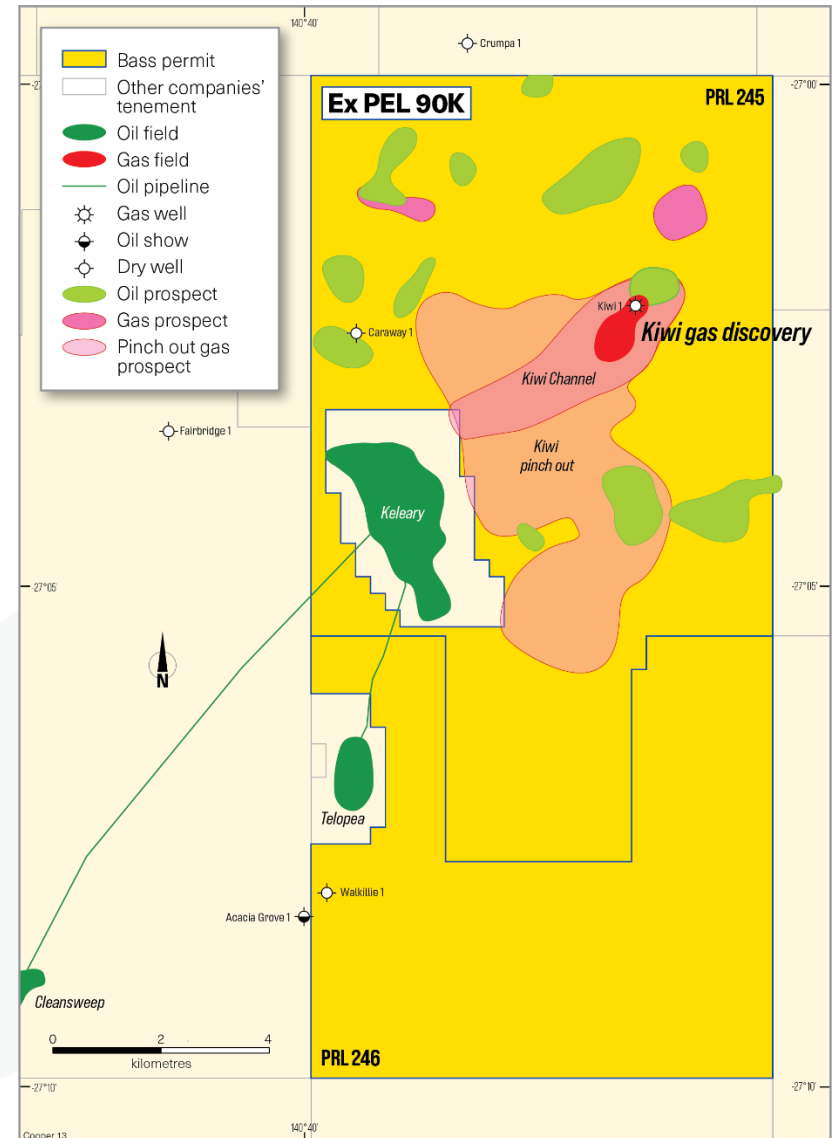 140°40'
Crumpa 1
Bass permit
Other companies'
tenement
Oil field
Gas field
Oil pipeline
Gas well
Oil show
Dry well
Oil prospect
Gas prospect
Pinch out gas
prospect
-27°00'
Ex PEL 90K
PRL 245
Kiwi 1
Kiwi gas discovery
Caraway 1
Kiwi Channel
Fairbridge 1
Kiwi
pinch out
Keleary
-27°05'
-27°05'
N
Telopea
Walkillie 1
Acacia Grove 1
Cleansweep
0 2 4
kilometres
PRL 246
-27°10'
-27°10'
140°40'
Cooper 13